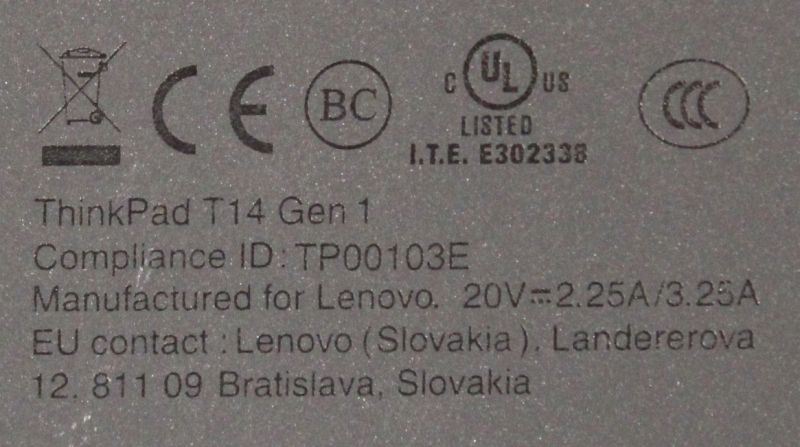 CE BC C UL US CCC
LISTED
I.T.E. E302338
ThinkPad T14 Gen 1
Compliance ID: TP00103E
Manufactured for Lenovo. 20V⎓2.25A/3.25A
EU contact : Lenovo (Slovakia). Landererova
12. 811 09 Bratislava, Slovakia